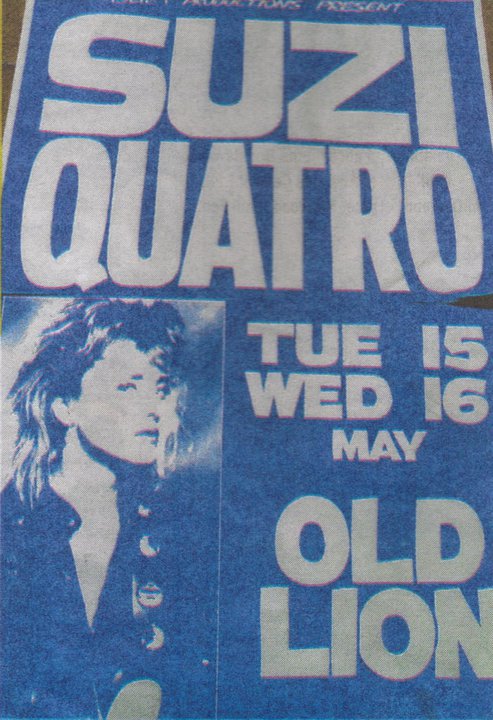 PRODUCTIONS PRESENT
SUZI
QUATRO
TUE 15
WED 16
MAY
OLD
LION